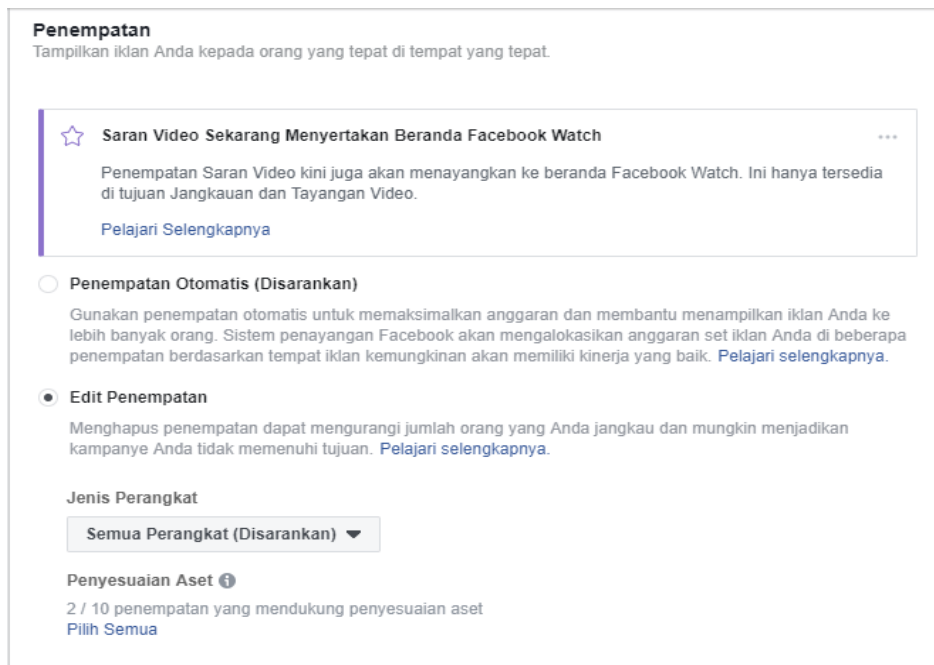 Penempatan
Tampilkan iklan Anda kepada orang yang tepat di tempat yang tepat.
Saran Video Sekarang Menyertakan Beranda Facebook Watch
Penempatan Saran Video kini juga akan menayangkan ke beranda Facebook Watch. Ini hanya tersedia
di tujuan Jangkauan dan Tayangan Video.
Pelajari Selengkapnya
Penempatan Otomatis (Disarankan)
Gunakan penempatan otomatis untuk memaksimalkan anggaran dan membantu menampilkan iklan Anda ke
lebih banyak orang. Sistem penayangan Facebook akan mengalokasikan anggaran set iklan Anda di beberapa
penempatan berdasarkan tempat iklan kemungkinan akan memiliki kinerja yang baik. Pelajari selengkapnya.
Edit Penempatan
Menghapus penempatan dapat mengurangi jumlah orang yang Anda jangkau dan mungkin menjadikan
kampanye Anda tidak memenuhi tujuan. Pelajari selengkapnya.
Jenis Perangkat
Semua Perangkat (Disarankan)
Penyesuaian Aset
2 / 10 penempatan yang mendukung penyesuaian aset
Pilih Semua